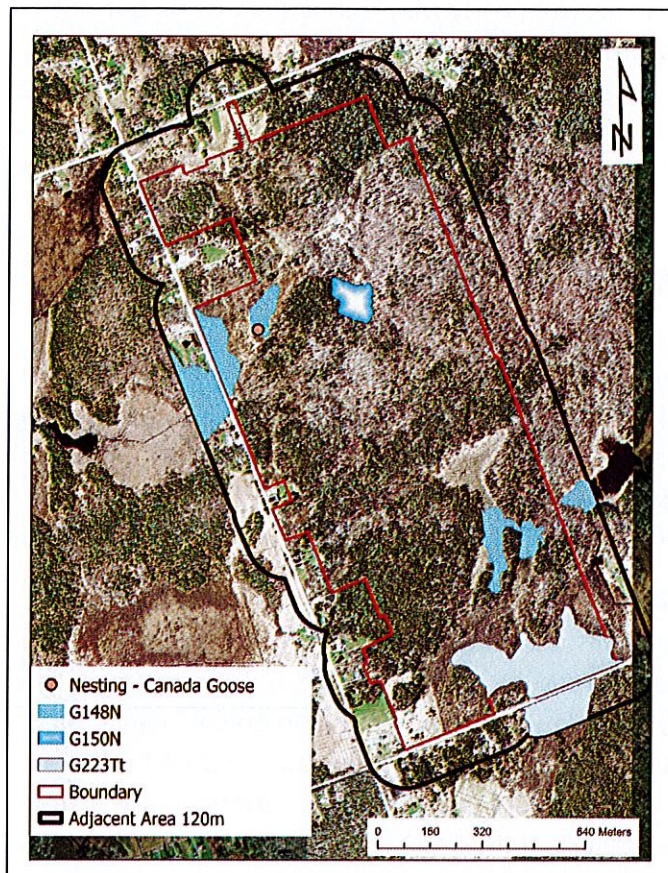 N
Nesting - Canada Goose
G148N
G150N
G223Tt
Boundary
Adjacent Area 120m
0 160 320 640 Meters